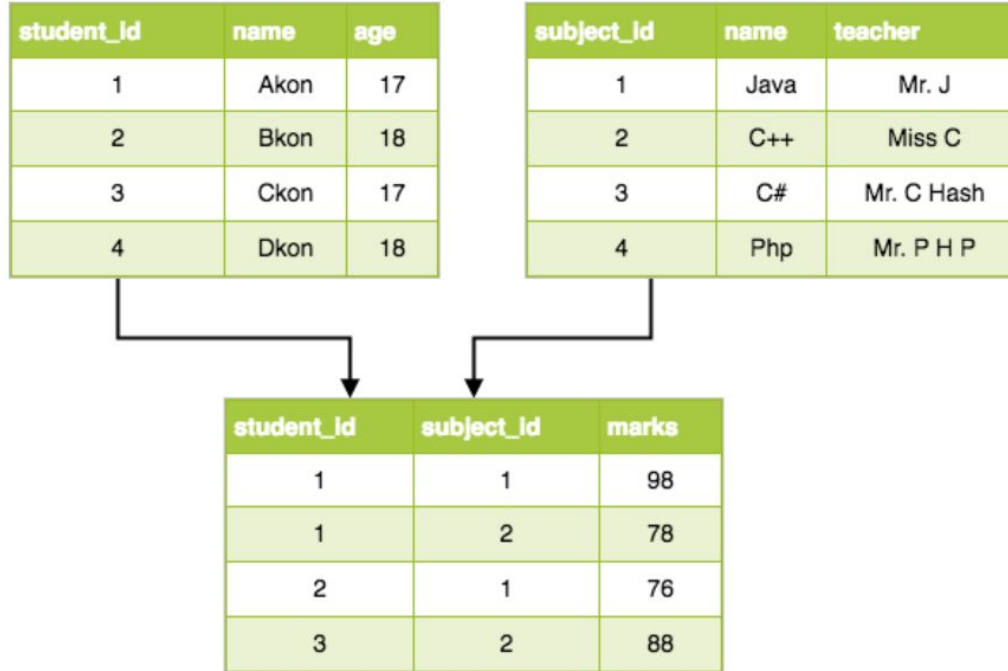 student_id name age
1 Akon 17
2 Bkon 18
3 Ckon 17
4 Dkon 18
subject_id name teacher
1 Java Mr. J
2 C++ Miss C
3 C# Mr. C Hash
4 Php Mr. P H P
student_id subject_id marks
1 1 98
1 2 78
2 1 76
3 2 88